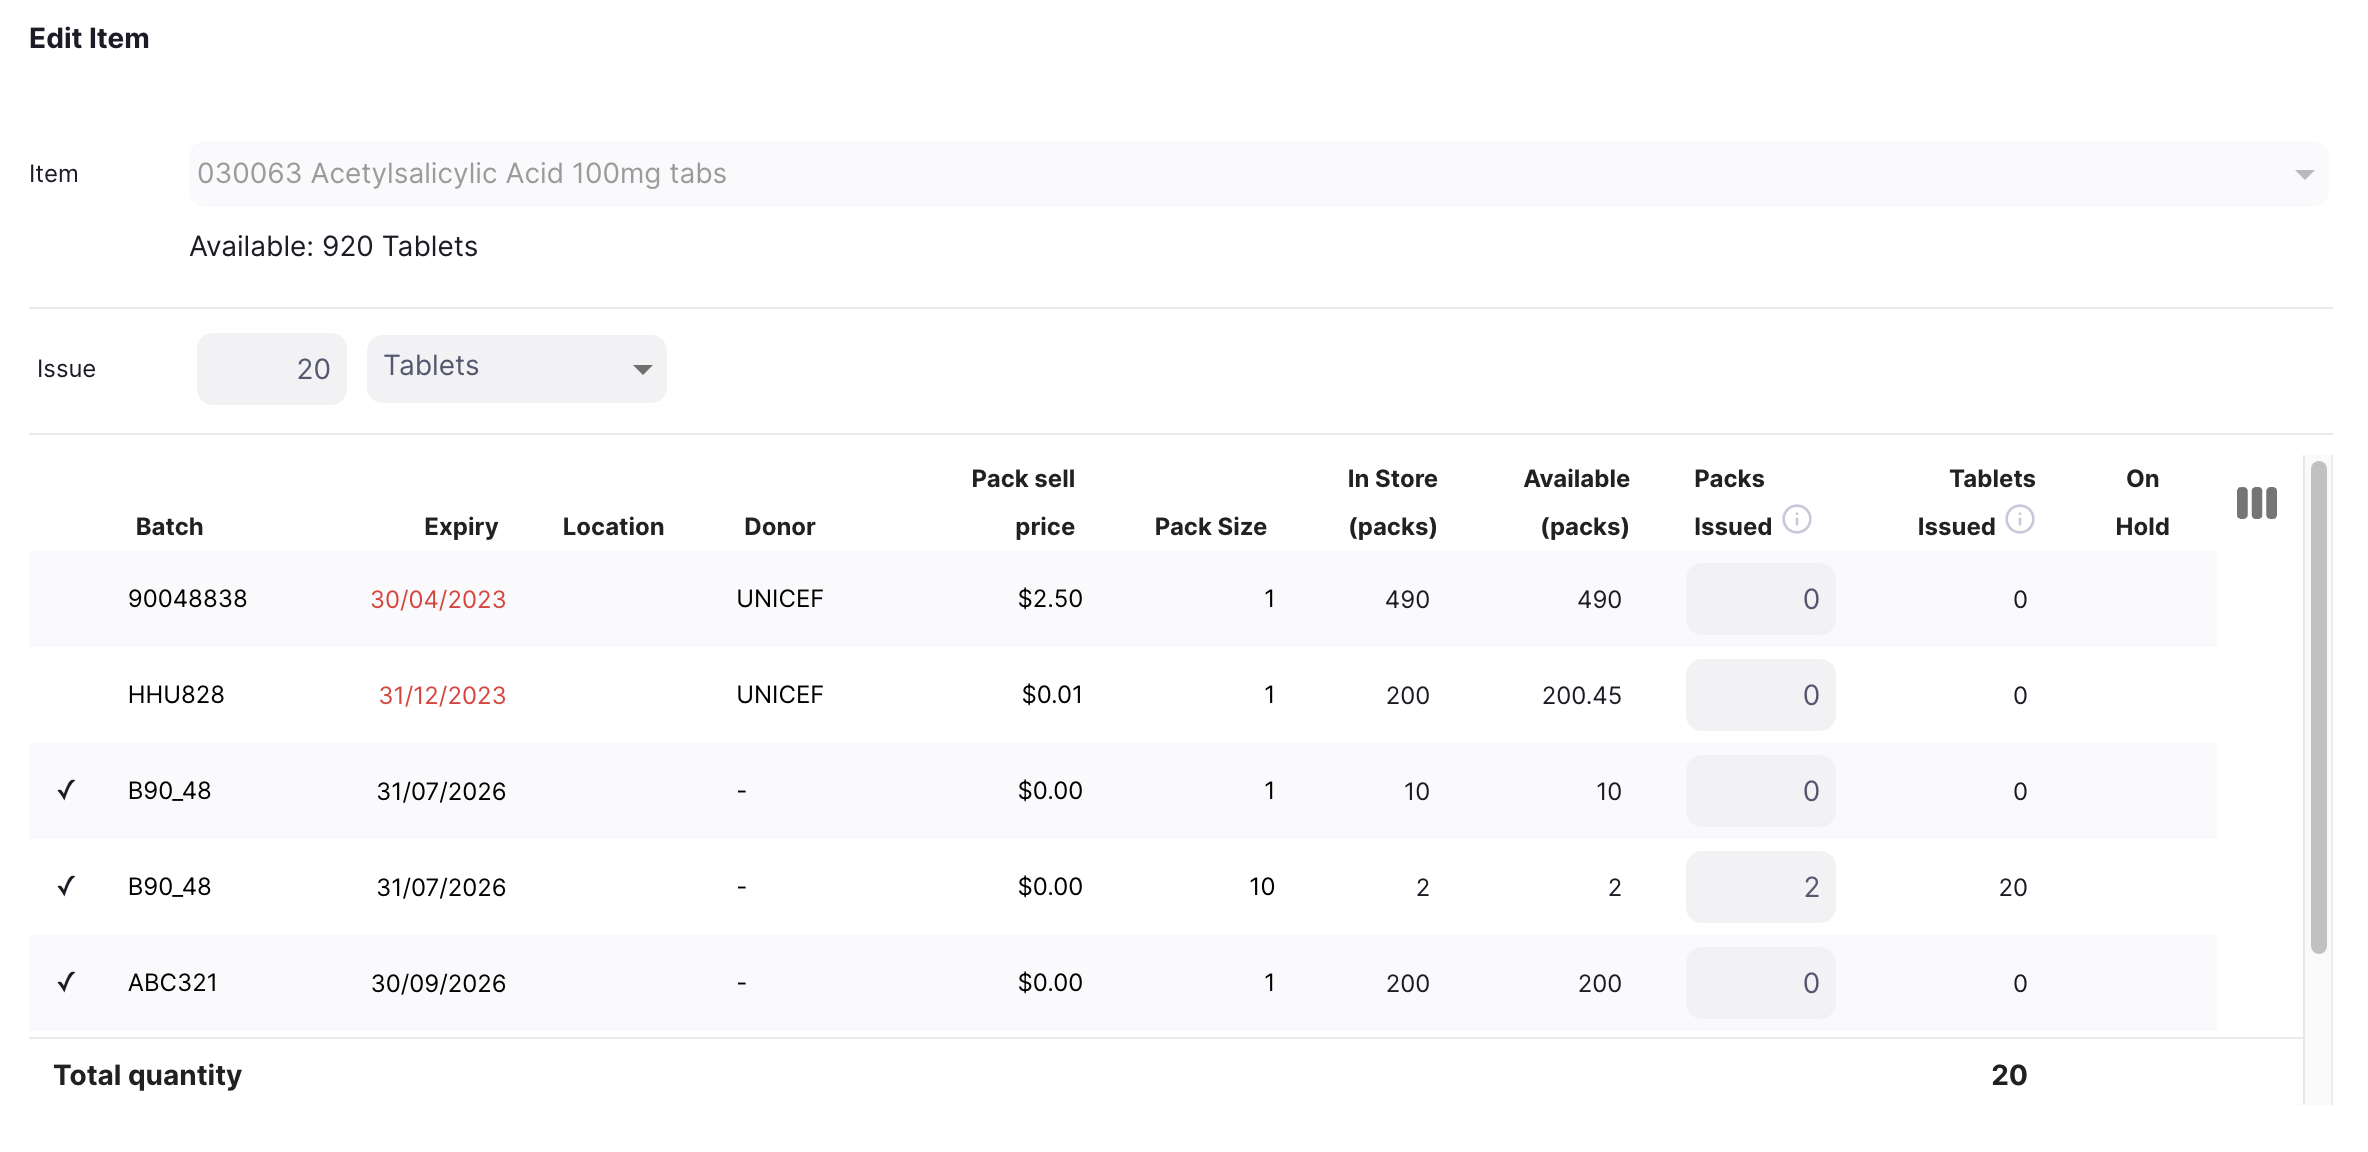 Edit Item
Item 030063 Acetylsalicylic Acid 100mg tabs
Available: 920 Tablets
Issue 20 Tablets
Batch Expiry Location Donor Pack sell price Pack Size In Store (packs) Available (packs) Packs Issued Tablets Issued On Hold
90048838 30/04/2023 UNICEF $2.50 1 490 490 0 0
HHU828 31/12/2023 UNICEF $0.01 1 200 200.45 0 0
✓ B90_48 31/07/2026 - $0.00 1 10 10 0 0
✓ B90_48 31/07/2026 - $0.00 10 2 2 2 20
✓ ABC321 30/09/2026 - $0.00 1 200 200 0 0
Total quantity 20